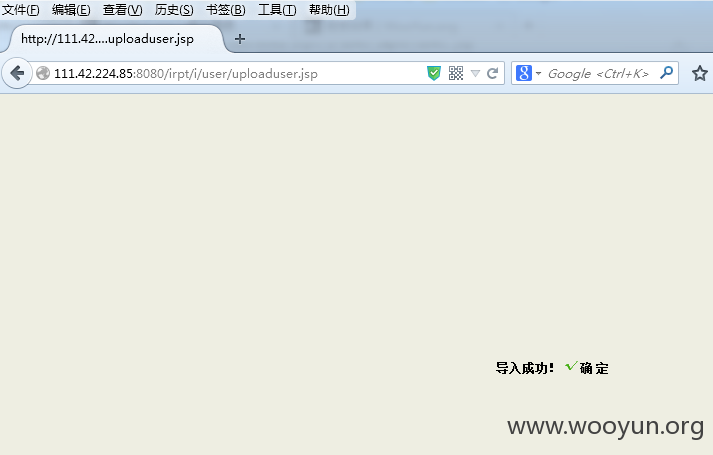 文件(F) 编辑(E) 查看(V) 历史(S) 书签(B) 工具(T) 帮助(H)
http://111.42....uploaduser.jsp
111.42.224.85:8080/irpt/i/user/uploaduser.jsp
Google <Ctrl+K>
导入成功! 确定
www.wooyun.org